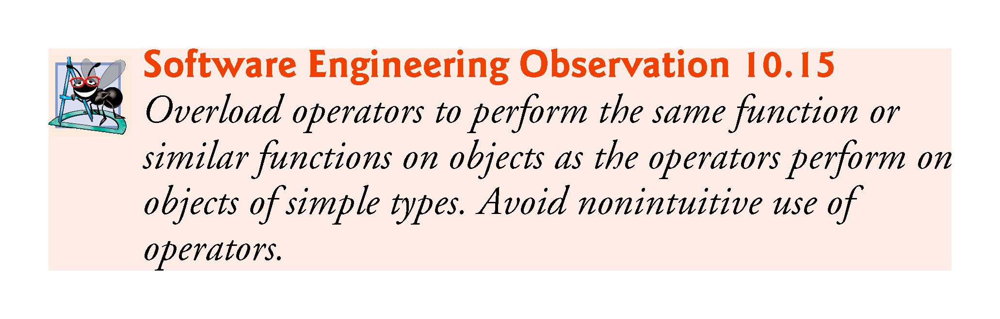 Software Engineering Observation 10.15
Overload operators to perform the same function or
similar functions on objects as the operators perform on
objects of simple types. Avoid nonintuitive use of
operators.